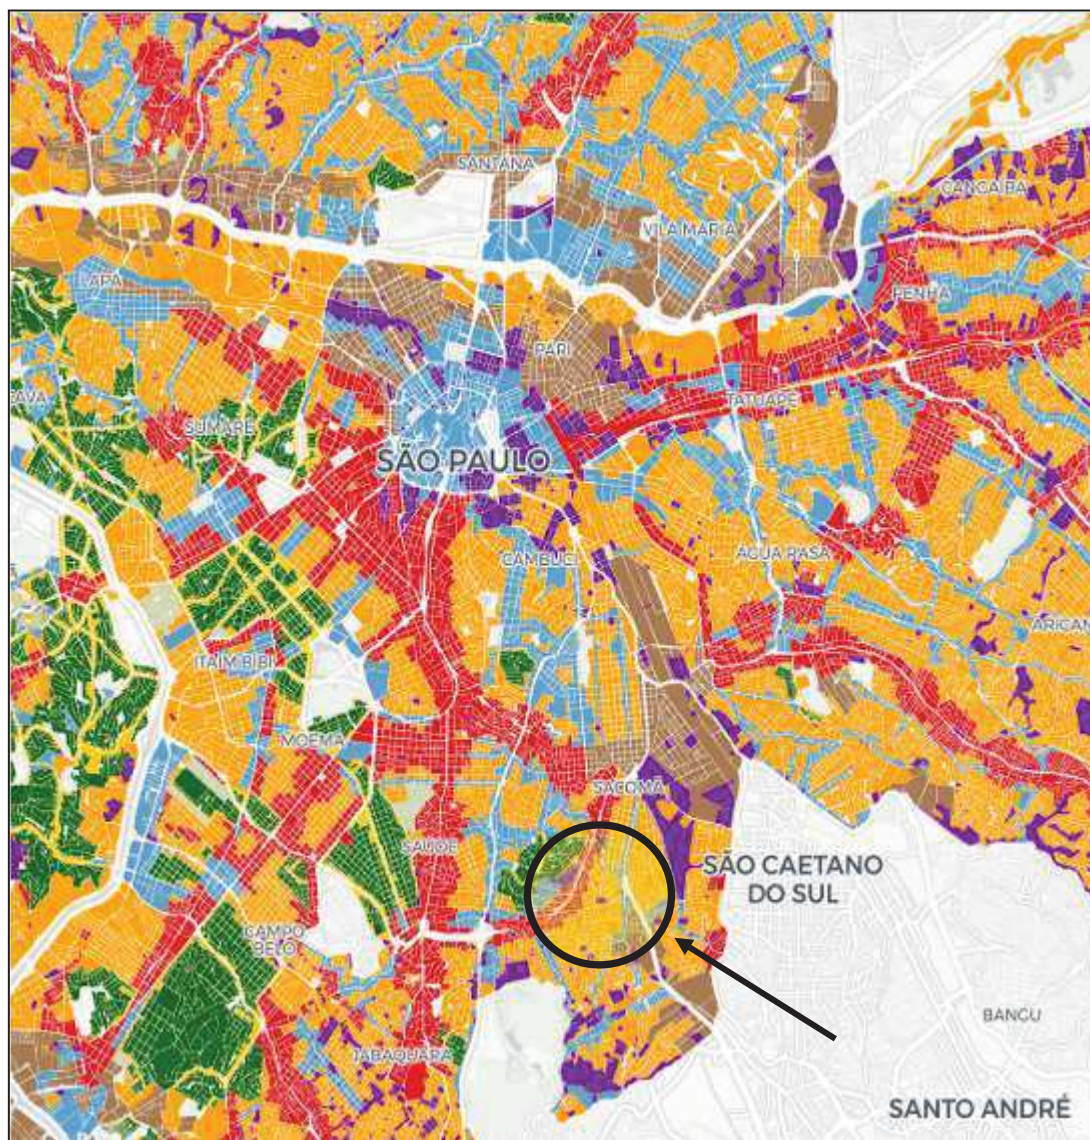 SANTANA
CANGAÍBA
VILA MARIA
LAPA
PENHA
PARI
TATUAPÉ
SUMARÉ
SÃO PAULO
CAMBUCI
ÁGUA RASA
ITAIM BIBI
MOEMA
SACOMÃ
SAÚDE
SÃO CAETANO
DO SUL
CAMPO
BELO
BANGU
JABAQUARA
SANTO ANDRÉ